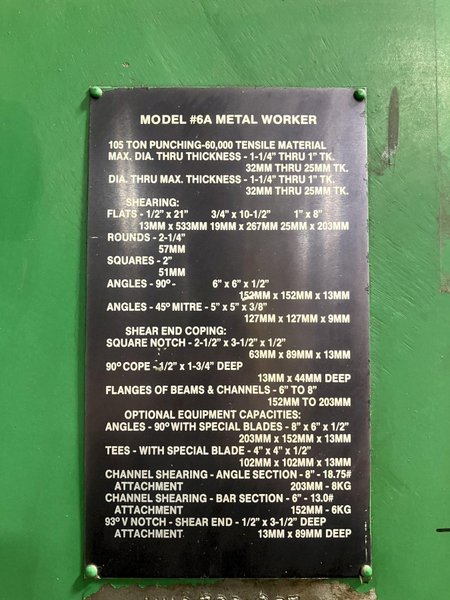 MODEL #6A METAL WORKER
105 TON PUNCHING-60,000 TENSILE MATERIAL
MAX. DIA. THRU THICKNESS - 1-1/4" THRU 1" TK.
32MM THRU 25MM TK.
DIA. THRU MAX. THICKNESS - 1-1/4" THRU 1" TK.
32MM THRU 25MM TK.
SHEARING:
FLATS - 1/2" x 21" 3/4" x 10-1/2" 1" x 8"
13MM x 533MM 19MM x 267MM 25MM x 203MM
ROUNDS - 2-1/4"
57MM
SQUARES - 2"
51MM
ANGLES - 90° - 6" x 6" x 1/2"
152MM x 152MM x 13MM
ANGLES - 45° MITRE - 5" x 5" x 3/8"
127MM x 127MM x 9MM
SHEAR END COPING:
SQUARE NOTCH - 2-1/2" x 3-1/2" x 1/2"
63MM x 89MM x 13MM
90° COPE - 1/2" x 1-3/4" DEEP
13MM x 44MM DEEP
FLANGES OF BEAMS & CHANNELS - 6" TO 8"
152MM TO 203MM
OPTIONAL EQUIPMENT CAPACITIES:
ANGLES - 90° WITH SPECIAL BLADES - 8" x 6" x 1/2"
203MM x 152MM x 13MM
TEES - WITH SPECIAL BLADE - 4" x 4" x 1/2"
102MM x 102MM x 13MM
CHANNEL SHEARING - ANGLE SECTION - 8" - 18.75#
ATTACHMENT 203MM - 8KG
CHANNEL SHEARING - BAR SECTION - 6" - 13.0#
ATTACHMENT 152MM - 6KG
93° V NOTCH - SHEAR END - 1/2" x 3-1/2" DEEP
ATTACHMENT 13MM x 89MM DEEP